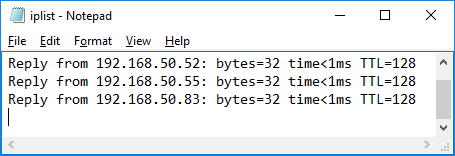 iplist - Notepad
File Edit Format View Help
Reply from 192.168.50.52: bytes=32 time<1ms TTL=128
Reply from 192.168.50.55: bytes=32 time<1ms TTL=128
Reply from 192.168.50.83: bytes=32 time<1ms TTL=128